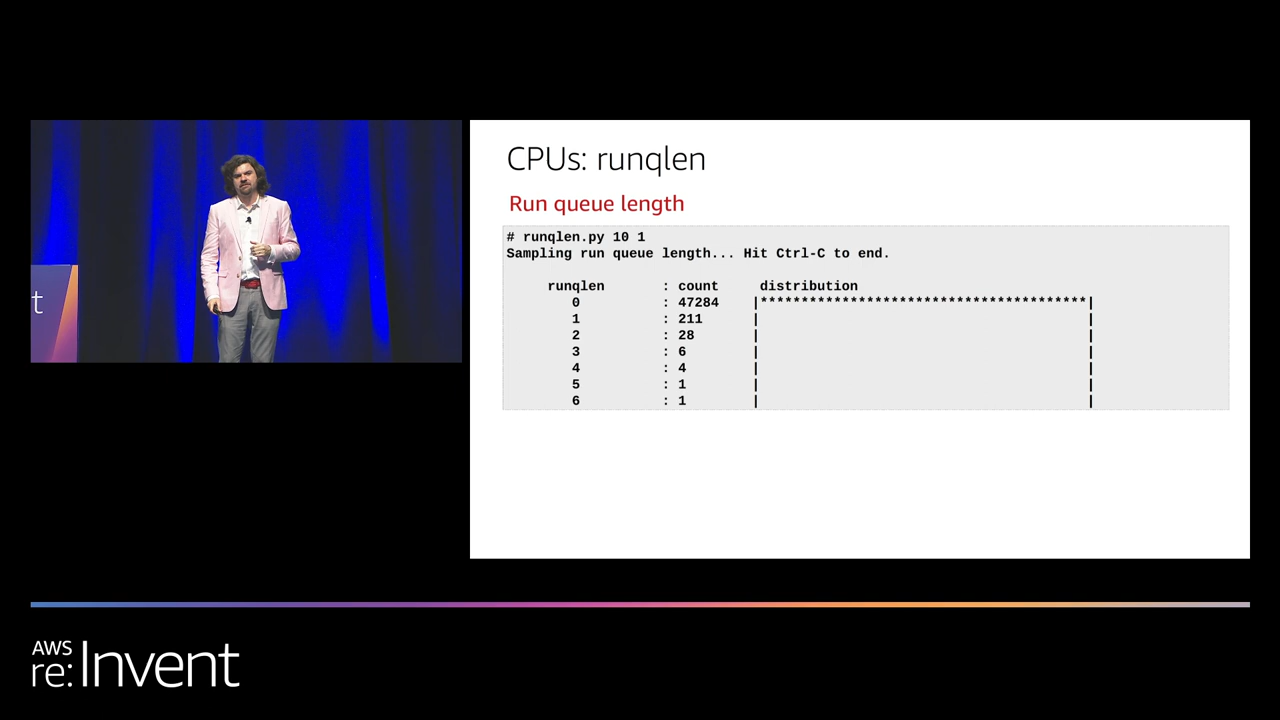 t
CPUs: runqlen
Run queue length
# runqlen.py 10 1
Sampling run queue length... Hit Ctrl-C to end.
runqlen : count distribution
0 : 47284 |****************************************|
1 : 211 | |
2 : 28 | |
3 : 6 | |
4 : 4 | |
5 : 1 | |
6 : 1 | |
AWS
re:Invent